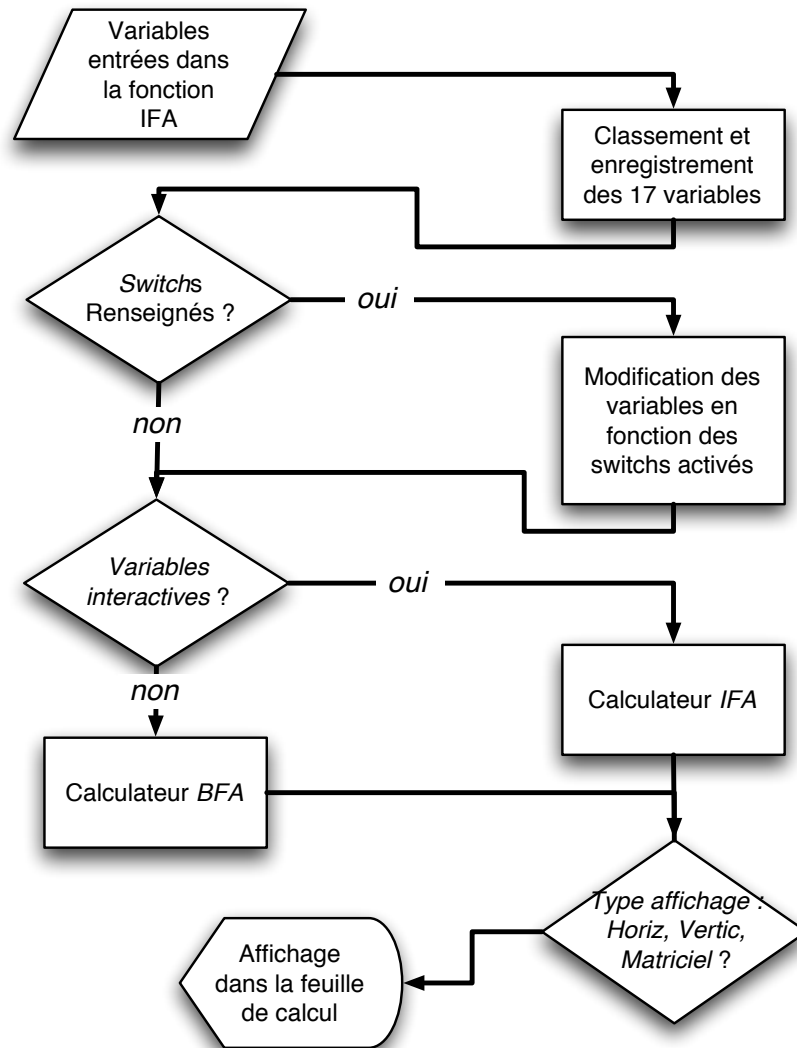 Variables
entrées dans
la fonction
IFA
Classement et
enregistrement
des 17 variables
Switchs
Renseignés ?
oui
Modification des
variables en
fonction des
switchs activés
non
Variables
interactives ?
oui
Calculateur IFA
non
Calculateur BFA
Type affichage :
Horiz, Vertic,
Matriciel ?
Affichage
dans la feuille
de calcul